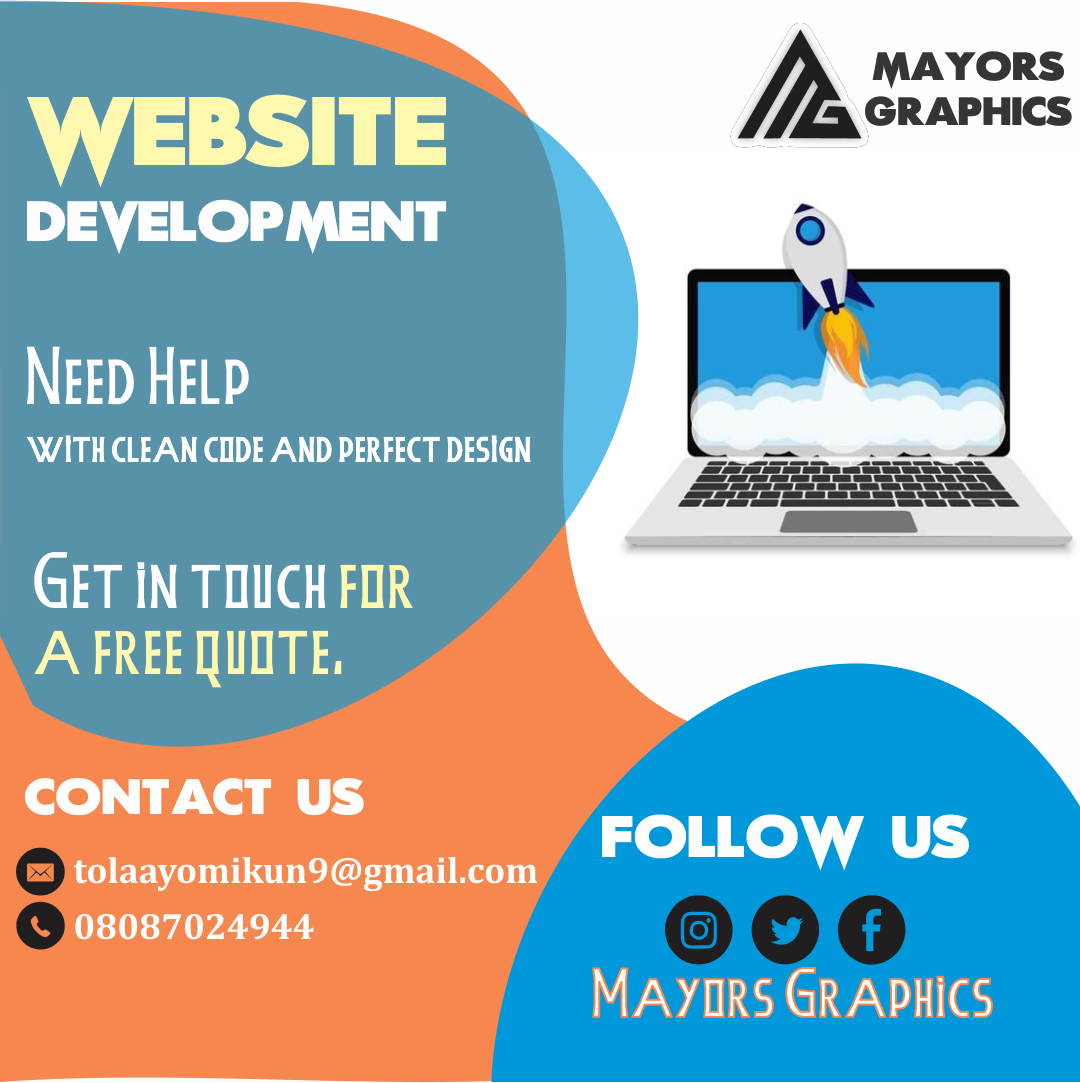 MAYORS
GRAPHICS
WEBSITE
DEVELOPMENT
NEED HELP
WITH CLEAN CODE AND PERFECT DESIGN
GET IN TOUCH FOR
A FREE QUOTE.
CONTACT US
tolaayomikun9@gmail.com
08087024944
FOLLOW US
MAYORS GRAPHICS